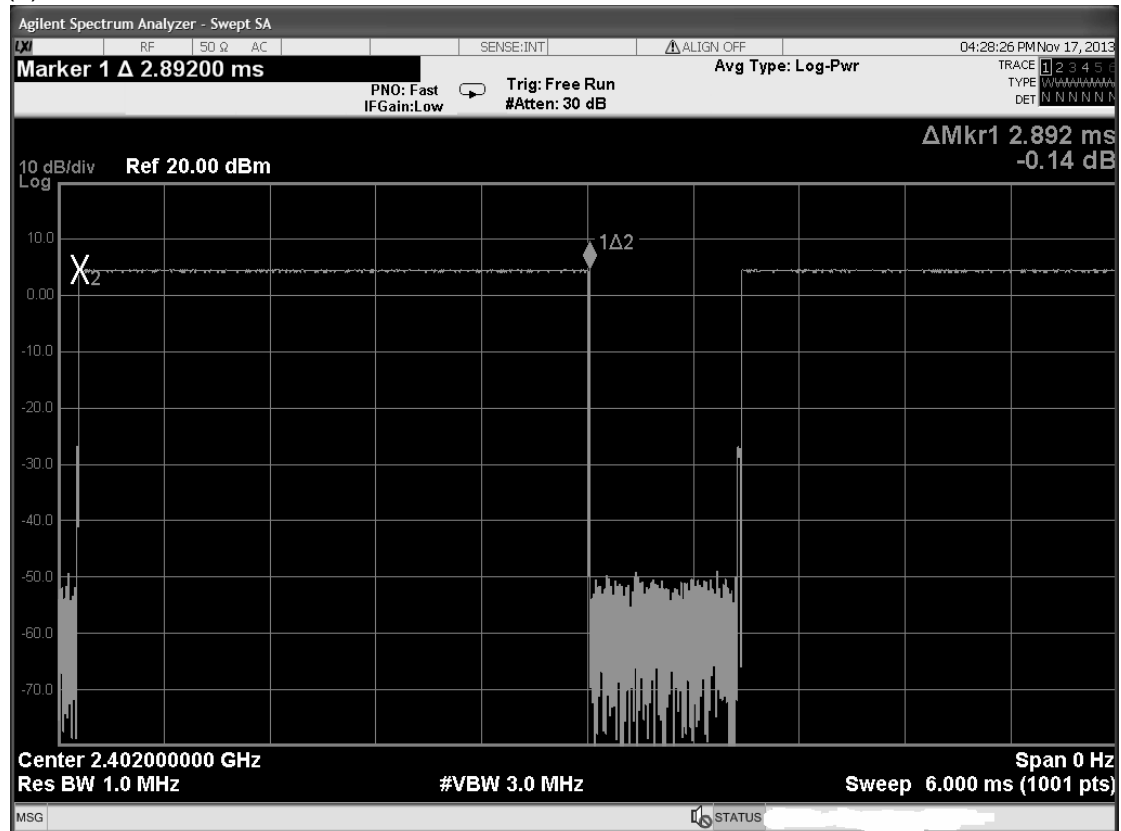 Agilent Spectrum Analyzer - Swept SA
LXI RF 50 Ω AC SENSE:INT ⚠ALIGN OFF 04:28:26 PM Nov 17, 2013
Marker 1 Δ 2.89200 ms
PNO: Fast
IFGain:Low
Trig: Free Run
#Atten: 30 dB
Avg Type: Log-Pwr
TRACE 1 2 3 4 5 6
TYPE WWWWWW
DET N N N N N N
ΔMkr1 2.892 ms
-0.14 dB
10 dB/div Ref 20.00 dBm
Log
10.0
1Δ2
X2
0.00
-10.0
-20.0
-30.0
-40.0
-50.0
-60.0
-70.0
Center 2.402000000 GHz Span 0 Hz
Res BW 1.0 MHz #VBW 3.0 MHz Sweep 6.000 ms (1001 pts)
MSG STATUS